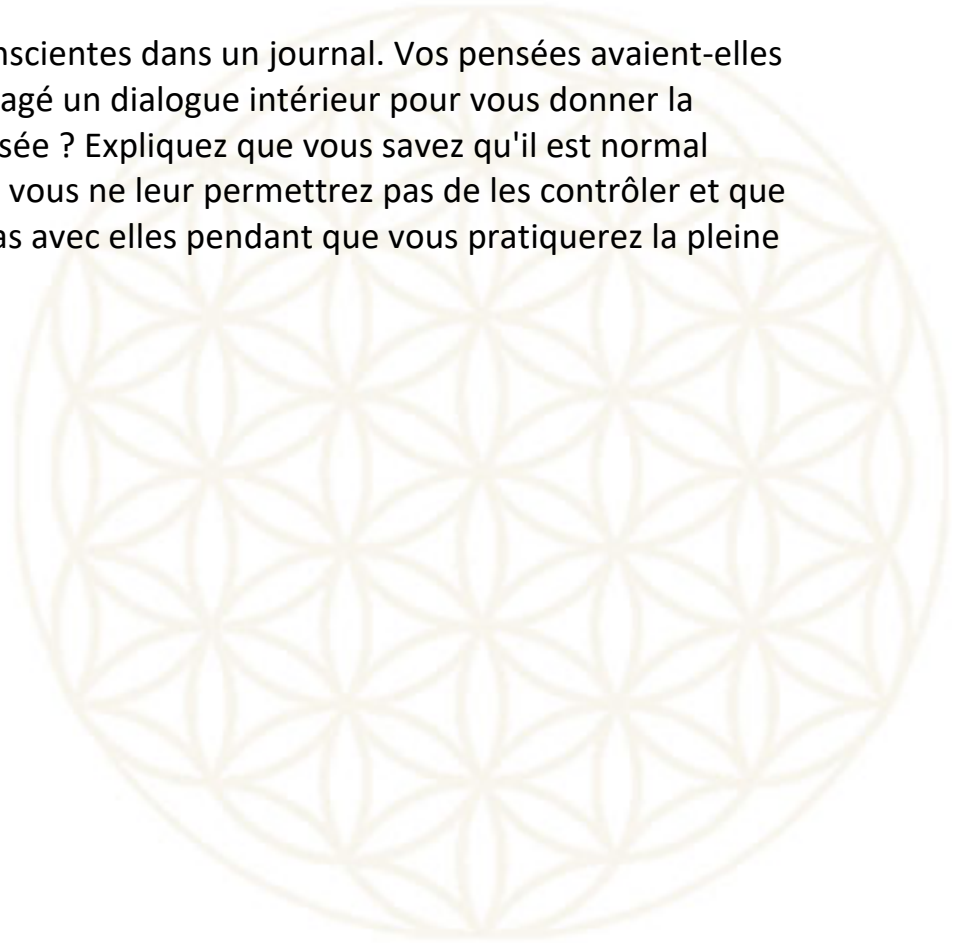 nscientes dans un journal. Vos pensées avaient-elles
agé un dialogue intérieur pour vous donner la
sée ? Expliquez que vous savez qu'il est normal
vous ne leur permettrez pas de les contrôler et que
as avec elles pendant que vous pratiquerez la pleine